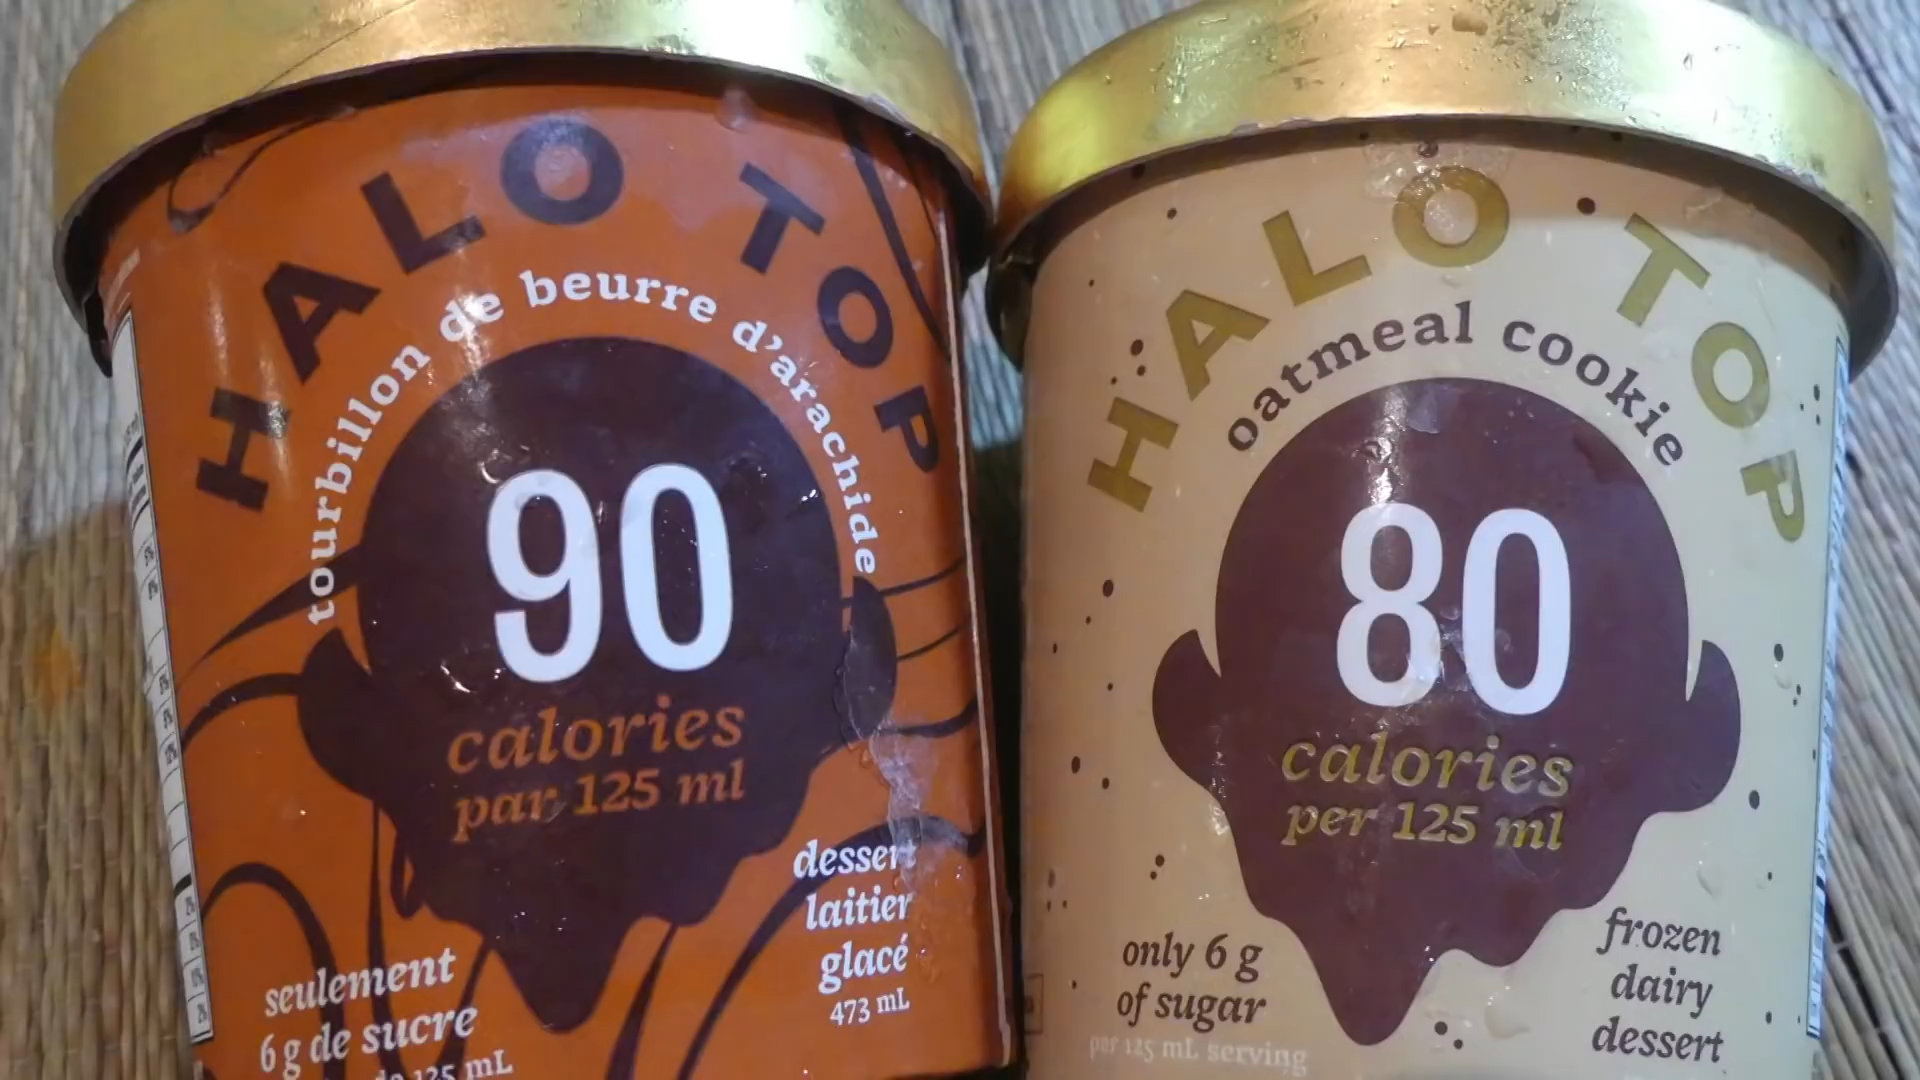 HALO TOP
tourbillon de beurre d'arachide
90
calories
par 125 ml
dessert
laitier
glacé
473 mL
seulement
6 g de sucre
125 mL
HALO TOP
oatmeal cookie
80
calories
per 125 ml
only 6 g
of sugar
per 125 mL serving
frozen
dairy
dessert